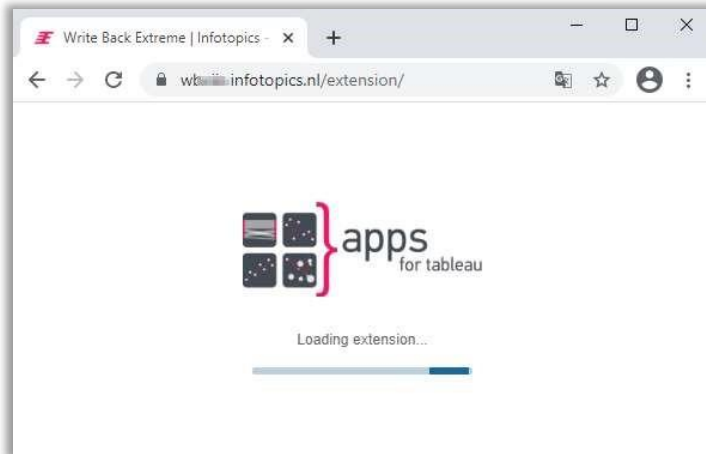 Write Back Extreme | Infotopics -
infotopics.nl/extension/
apps
for tableau
Loading extension...